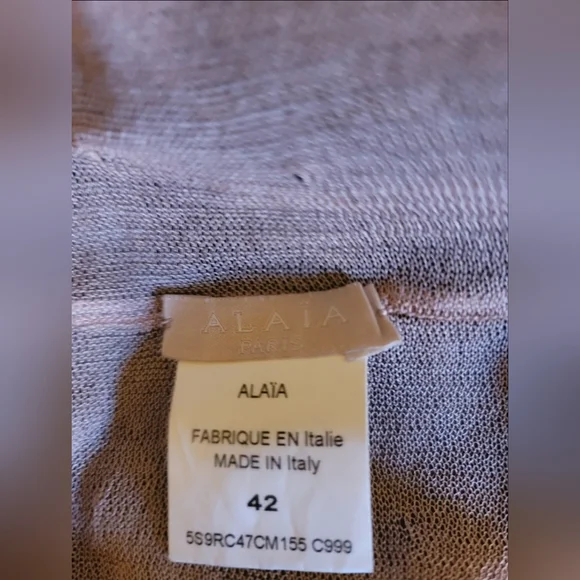 ALAÏA
PARIS
ALAÏA
FABRIQUE EN Italie
MADE IN Italy
42
5S9RC47CM155 C999